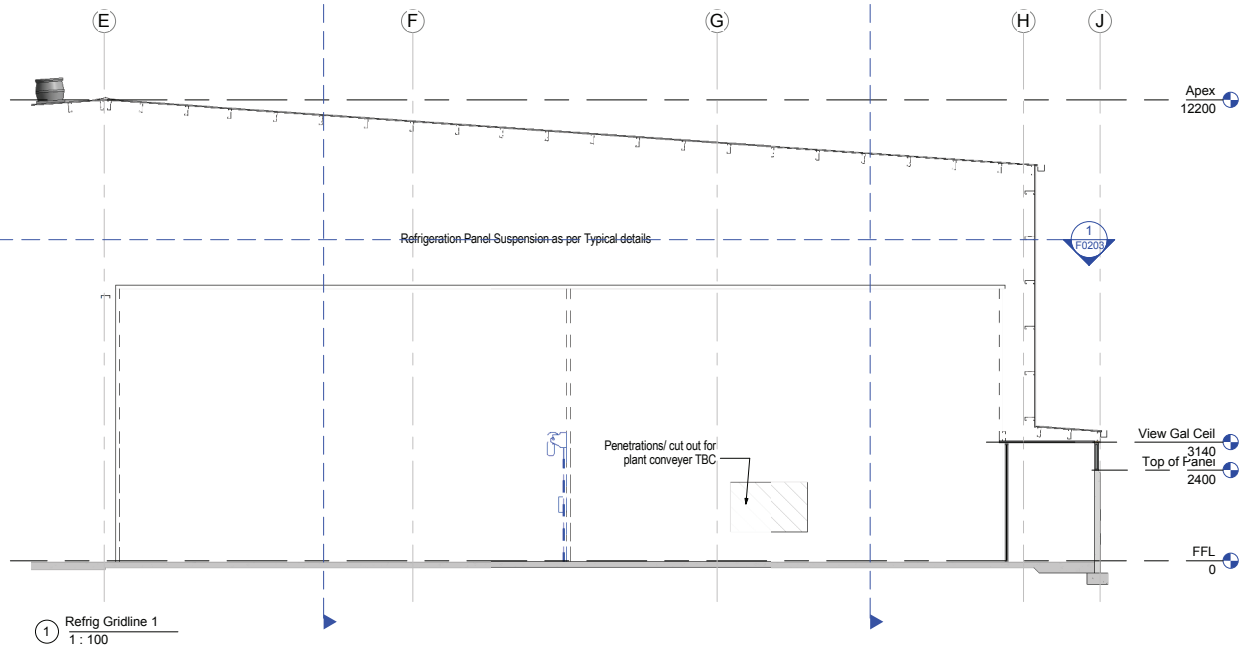 E
F
G
H
J
Apex
12200
Refrigeration Panel Suspension as per Typical details
1
F0203
Penetrations/ cut out for
plant conveyer TBC
View Gal Ceil
3140
Top of Panel
2400
FFL
0
1
Refrig Gridline 1
1 : 100